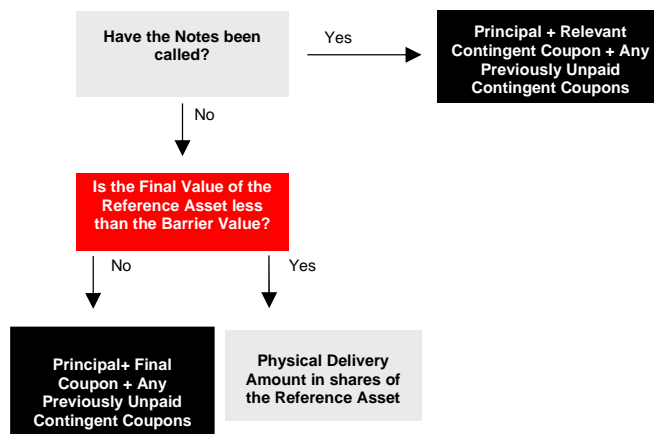 Have the Notes been
called?
Yes
Principal + Relevant
Contingent Coupon + Any
Previously Unpaid
Contingent Coupons
No
Is the Final Value of the
Reference Asset less
than the Barrier Value?
No
Yes
Principal+ Final
Coupon + Any
Previously Unpaid
Contingent Coupons
Physical Delivery
Amount in shares of
the Reference Asset